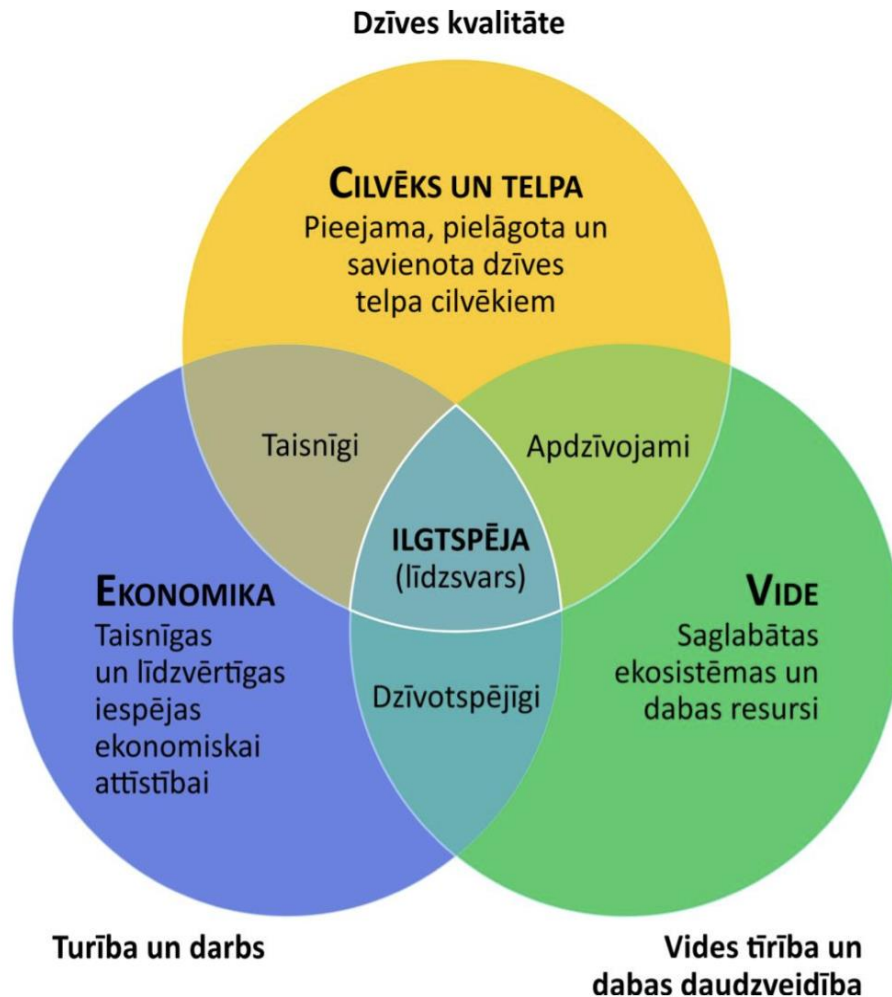 Dzīves kvalitāte
CILVĒKS UN TELPA
Pieejama, pielāgota un
savienota dzīves
telpa cilvēkiem
Taisnīgi
Apdzīvojami
ILGTSPĒJA
(līdzsvars)
EKONOMIKA
Taisnīgas
un līdzvērtīgas
iespējas
ekonomiskai
attīstībai
VIDE
Saglabātas
ekosistēmas un
dabas resursi
Dzīvotspējīgi
Turība un darbs
Vides tīrība un
dabas daudzveidība